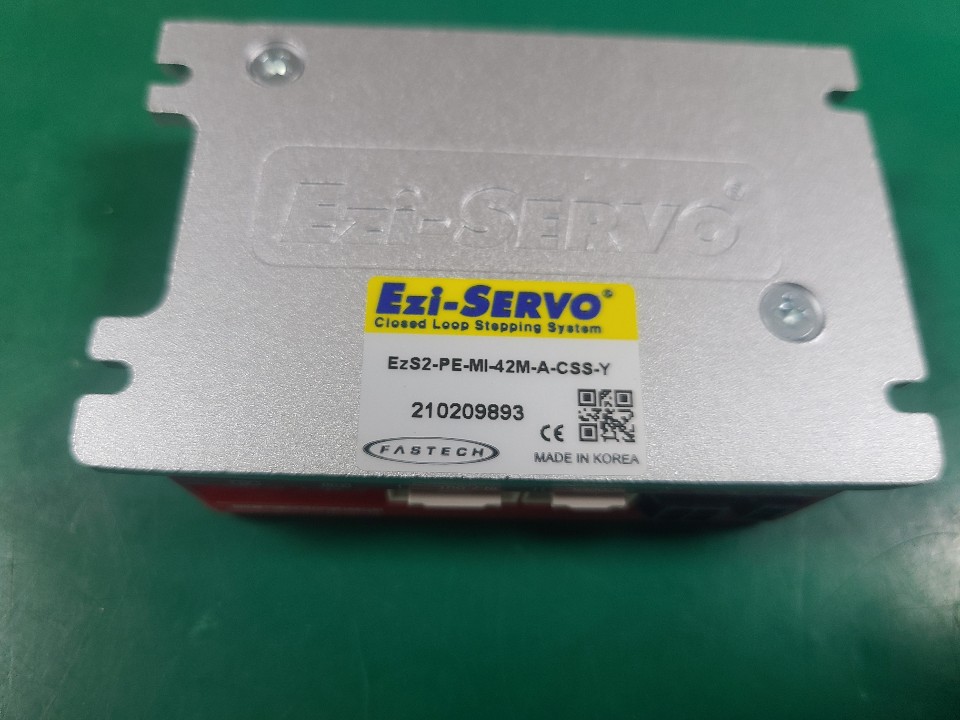 Ezi-SERVO®
Ezi-SERVO®
Closed Loop Stepping System
EzS2-PE-MI-42M-A-CSS-Y
210209893
CE
FASTECH
MADE IN KOREA